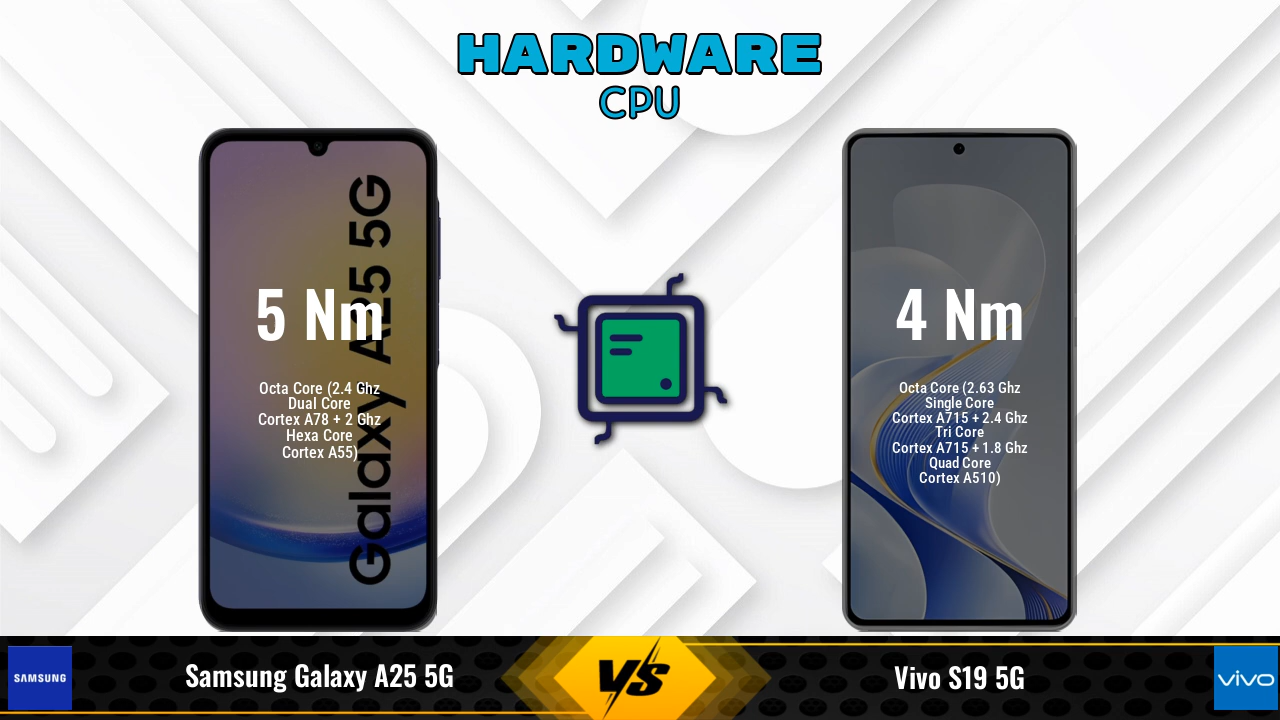 HARDWARE
CPU
Galaxy A25 5G
5 Nm
Octa Core (2.4 Ghz
Dual Core
Cortex A78 + 2 Ghz
Hexa Core
Cortex A55)
4 Nm
Octa Core (2.63 Ghz
Single Core
Cortex A715 + 2.4 Ghz
Tri Core
Cortex A715 + 1.8 Ghz
Quad Core
Cortex A510)
SAMSUNG
Samsung Galaxy A25 5G
VS
Vivo S19 5G
vivo